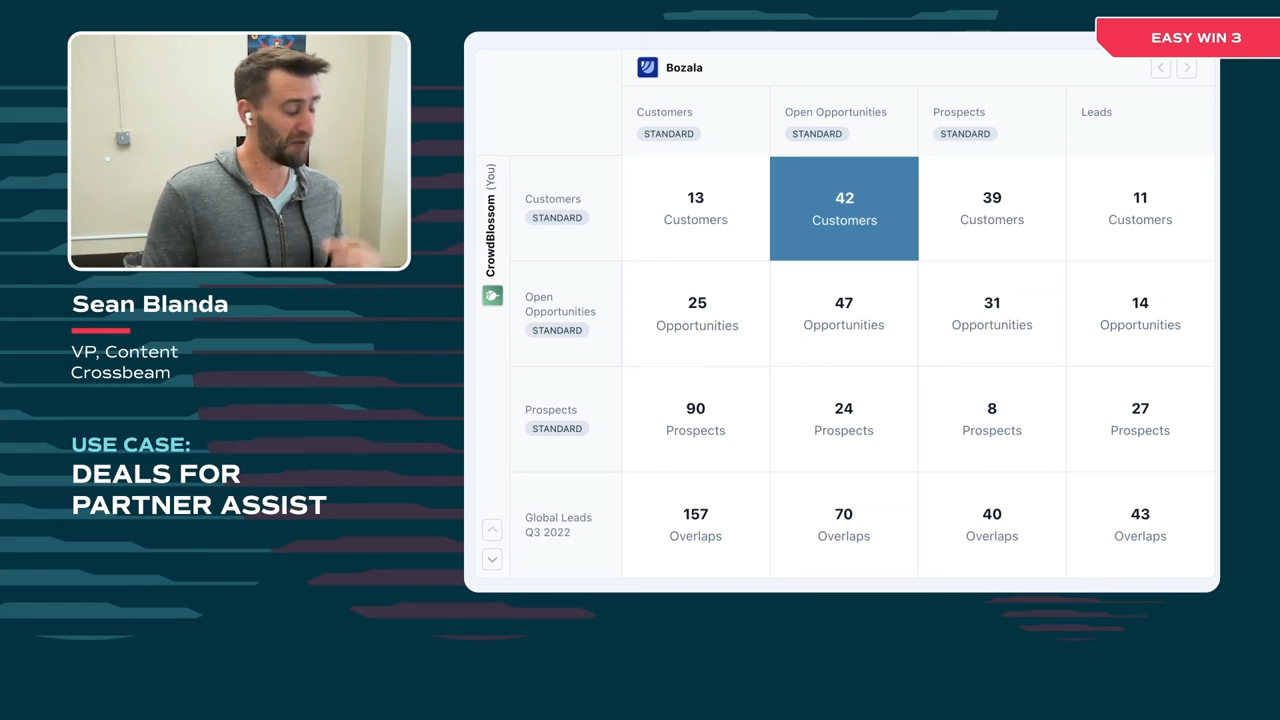 EASY WIN 3
Bozala
Customers
STANDARD
Open Opportunities
STANDARD
Prospects
STANDARD
Leads
CrowdBlossom (You)
Customers
STANDARD
13
Customers
42
Customers
39
Customers
11
Customers
Open
Opportunities
STANDARD
25
Opportunities
47
Opportunities
31
Opportunities
14
Opportunities
Prospects
STANDARD
90
Prospects
24
Prospects
8
Prospects
27
Prospects
Global Leads
Q3 2022
157
Overlaps
70
Overlaps
40
Overlaps
43
Overlaps
Sean Blanda
VP, Content
Crossbeam
USE CASE:
DEALS FOR
PARTNER ASSIST